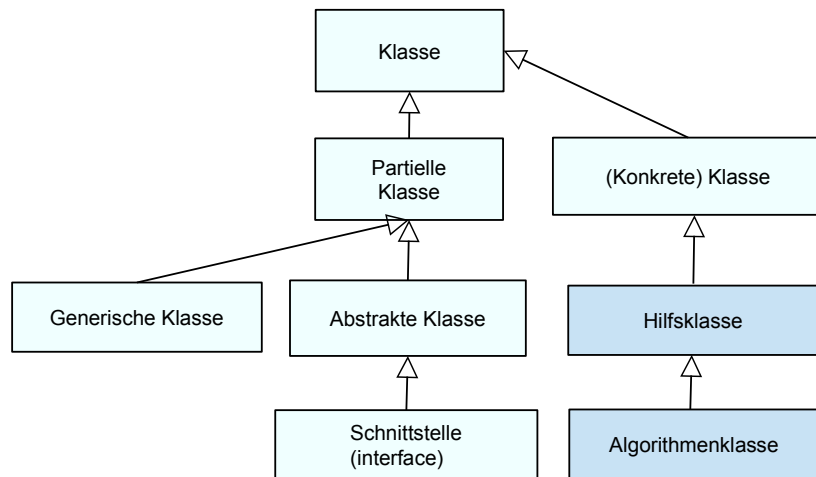 Klasse
Partielle
Klasse
(Konkrete) Klasse
Generische Klasse
Abstrakte Klasse
Hilfsklasse
Schnittstelle
(interface)
Algorithmenklasse